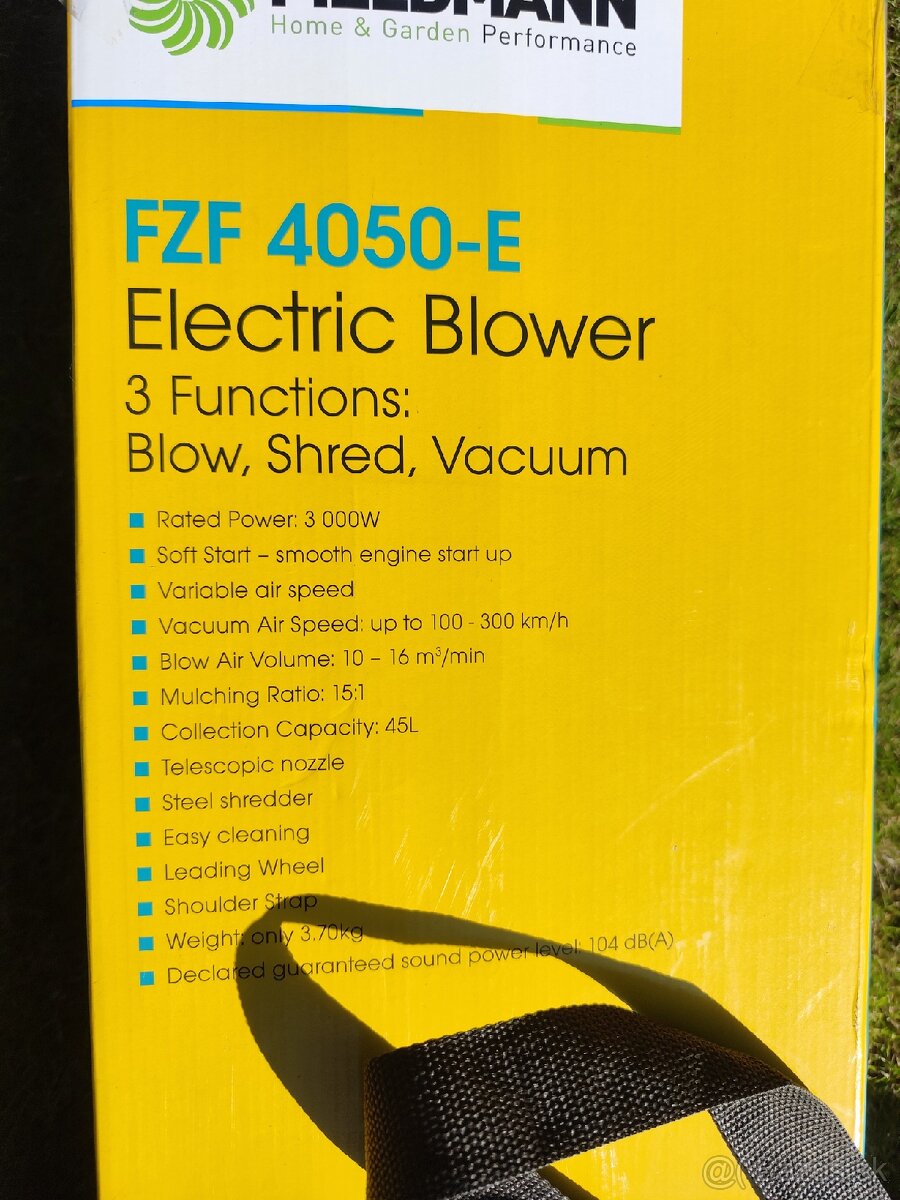 Home & Garden Performance
FZF 4050-E
Electric Blower
3 Functions:
Blow, Shred, Vacuum
Rated Power: 3 000W
Soft Start – smooth engine start up
Variable air speed
Vacuum Air Speed: up to 100 - 300 km/h
Blow Air Volume: 10 – 16 m³/min
Mulching Ratio: 15:1
Collection Capacity: 45L
Telescopic nozzle
Steel shredder
Easy cleaning
Leading Wheel
Shoulder Strap
Weight: only 3.70kg
Declared guaranteed sound power level: 104 dB(A)